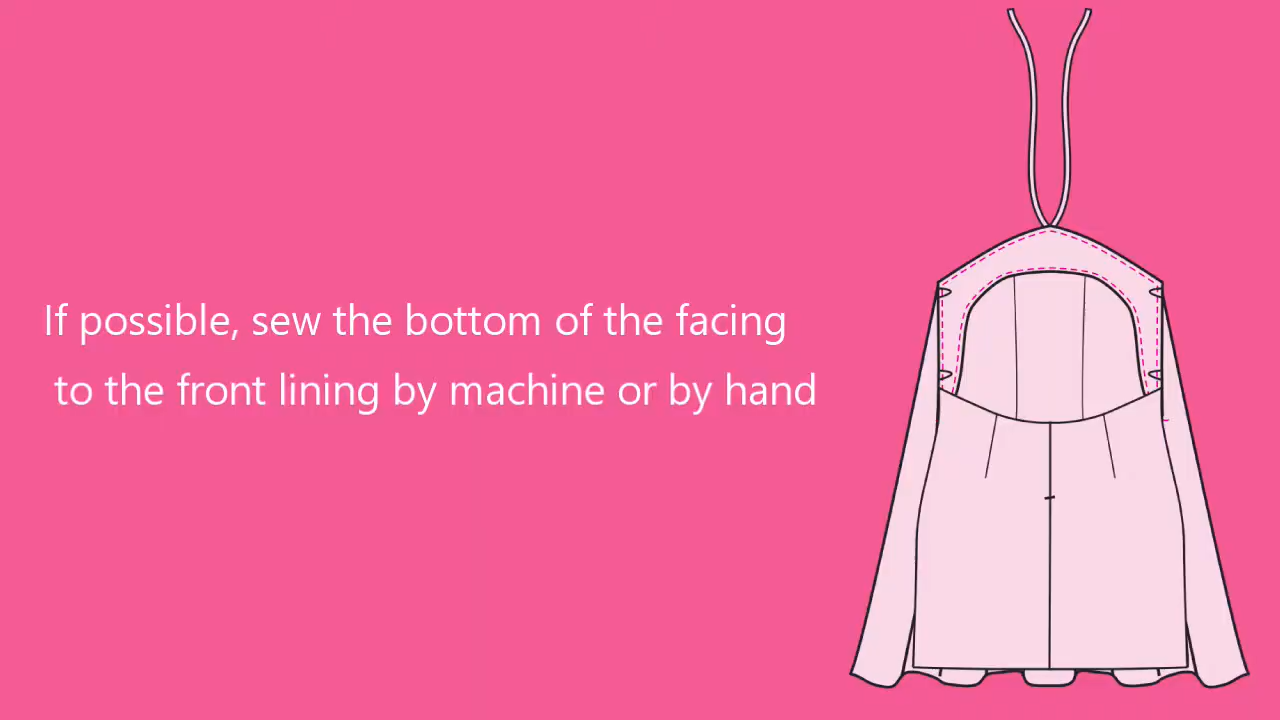 If possible, sew the bottom of the facing
to the front lining by machine or by hand